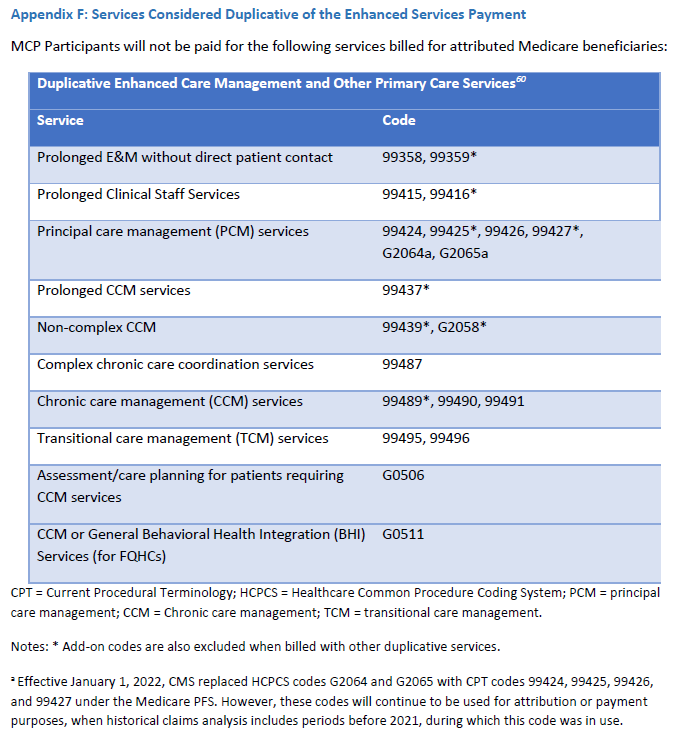 Appendix F: Services Considered Duplicative of the Enhanced Services Payment
MCP Participants will not be paid for the following services billed for attributed Medicare beneficiaries:
Duplicative Enhanced Care Management and Other Primary Care Services60
Service Code
Prolonged E&M without direct patient contact 99358, 99359*
Prolonged Clinical Staff Services 99415, 99416*
Principal care management (PCM) services 99424, 99425*, 99426, 99427*,
G2064a, G2065a
Prolonged CCM services 99437*
Non-complex CCM 99439*, G2058*
Complex chronic care coordination services 99487
Chronic care management (CCM) services 99489*, 99490, 99491
Transitional care management (TCM) services 99495, 99496
Assessment/care planning for patients requiring G0506
CCM services
CCM or General Behavioral Health Integration (BHI) G0511
Services (for FQHCs)
CPT = Current Procedural Terminology; HCPCS = Healthcare Common Procedure Coding System; PCM = principal
care management; CCM = Chronic care management; TCM = transitional care management.
Notes: * Add-on codes are also excluded when billed with other duplicative services.
a Effective January 1, 2022, CMS replaced HCPCS codes G2064 and G2065 with CPT codes 99424, 99425, 99426,
and 99427 under the Medicare PFS. However, these codes will continue to be used for attribution or payment
purposes, when historical claims analysis includes periods before 2021, during which this code was in use.